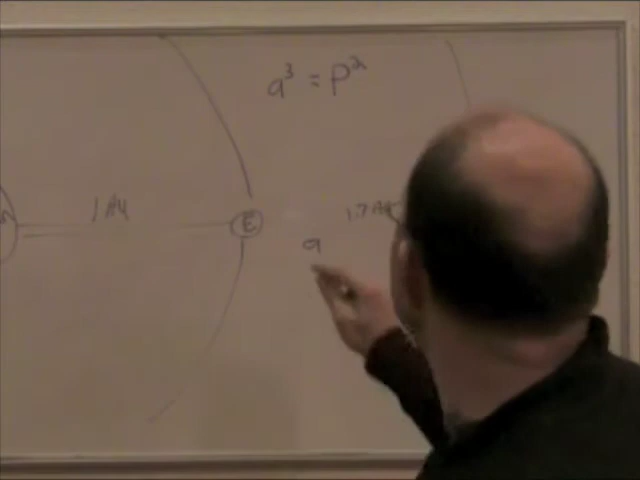 a³ = P²
1 AU
E
1.7 AU
a